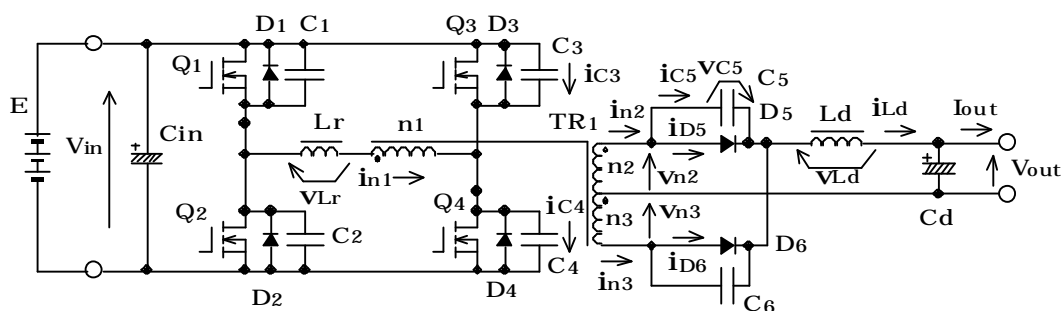 D1 C1 Q3 D3
Q1 C3 iC3
E Vin Cin +
Lr n1 TR1
vLr in1
Q2 C2 D2
Q4 iC4 C4 D4
iC5 vC5 C5 D5
in2 iD5
Ld iLd Iout
n2 vn2 vLd Vout
n3 vn3 + Cd
in3 iD6 D6
C6